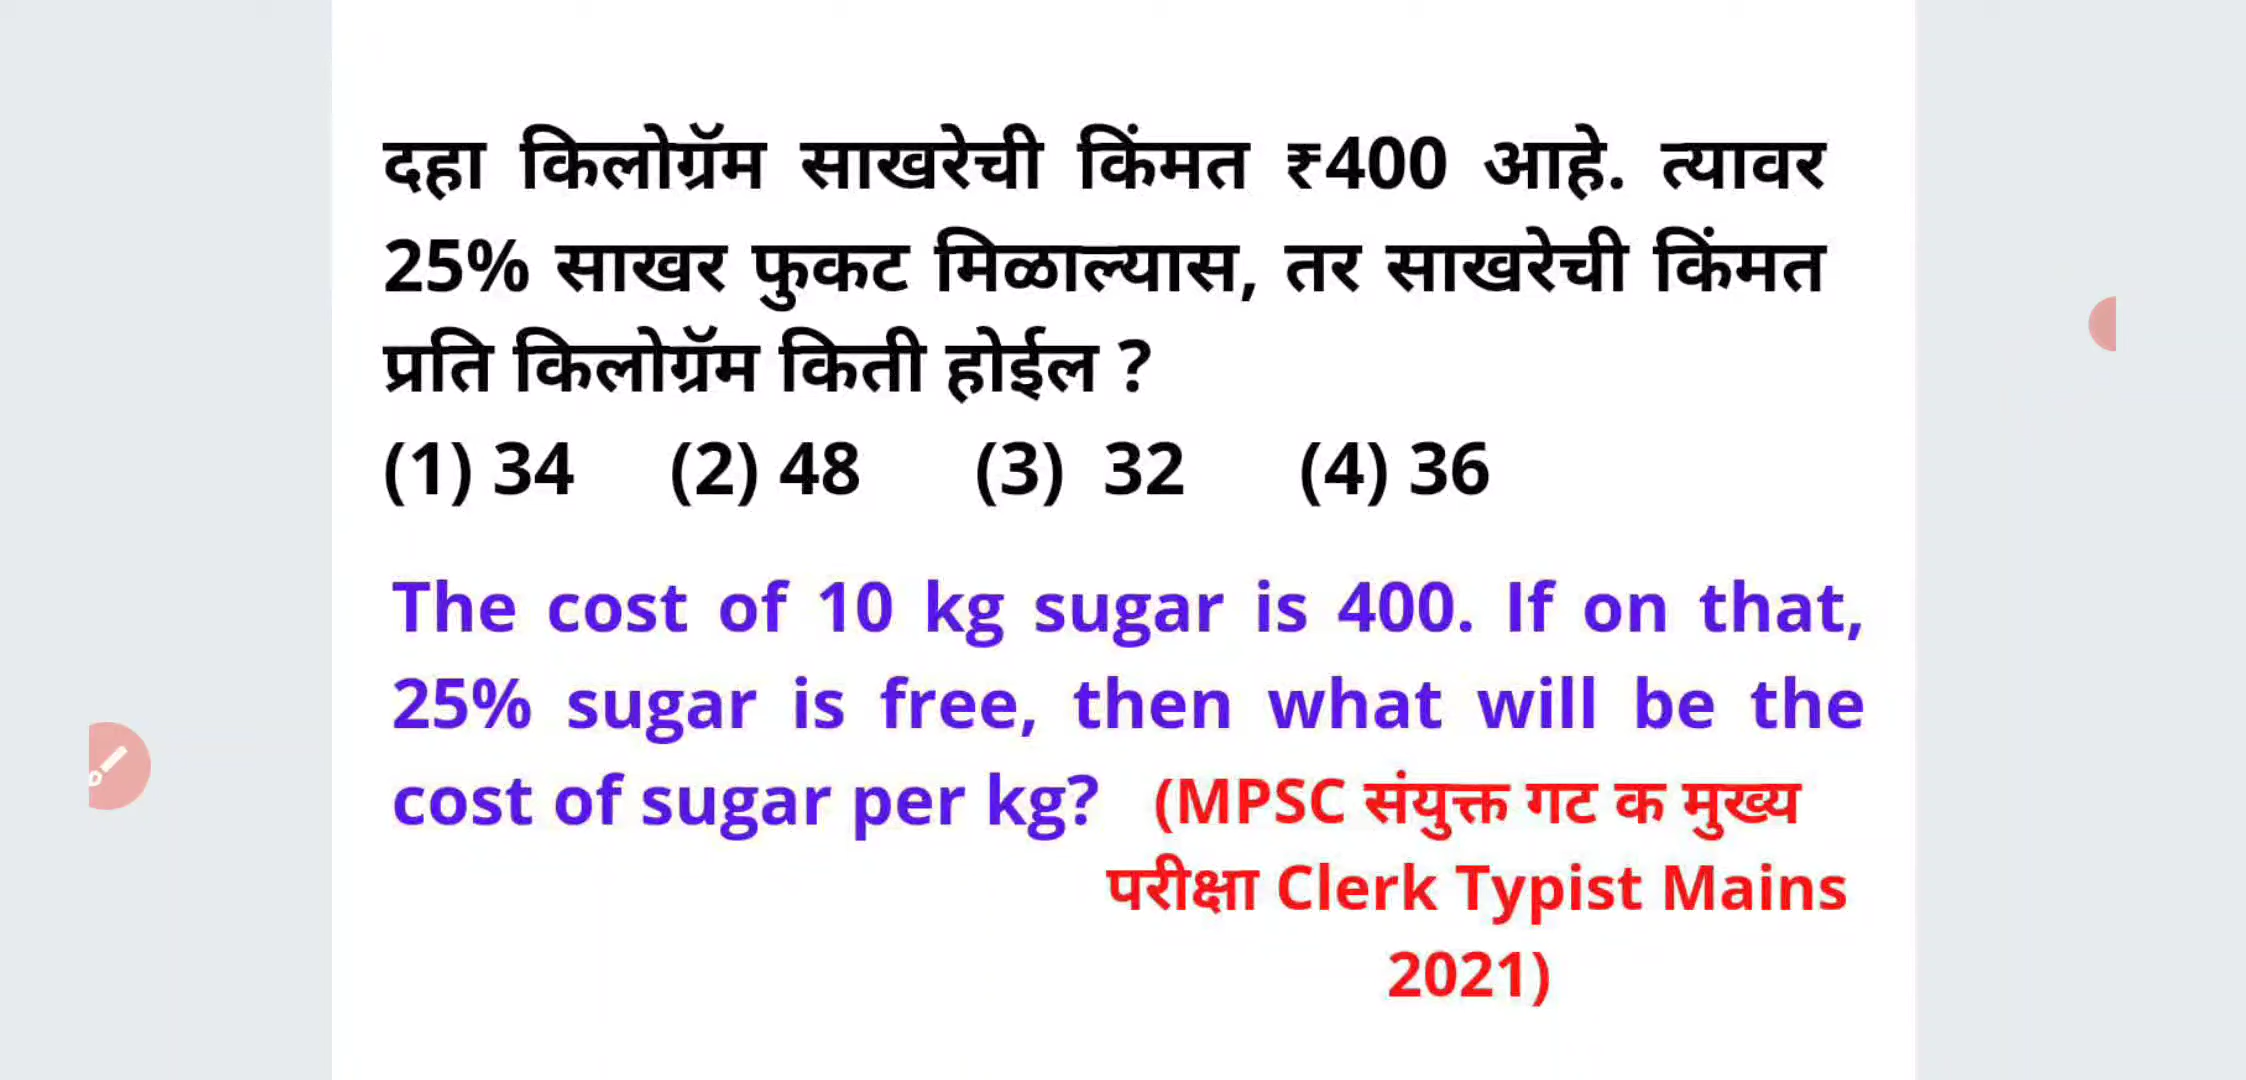 दहा किलोग्रॅम साखरेची किंमत ₹400 आहे. त्यावर
25% साखर फुकट मिळाल्यास, तर साखरेची किंमत
प्रति किलोग्रॅम किती होईल ?
(1) 34 (2) 48 (3) 32 (4) 36
The cost of 10 kg sugar is 400. If on that,
25% sugar is free, then what will be the
cost of sugar per kg? (MPSC संयुक्त गट क मुख्य
परीक्षा Clerk Typist Mains
2021)